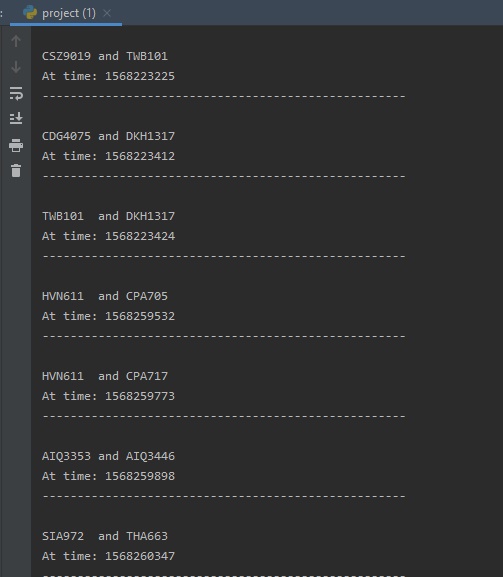 project (1)
CSZ9019 and TWB101
At time: 1568223225
----------------------------------------------------
CDG4075 and DKH1317
At time: 1568223412
----------------------------------------------------
TWB101  and DKH1317
At time: 1568223424
----------------------------------------------------
HVN611  and CPA705
At time: 1568259532
----------------------------------------------------
HVN611  and CPA717
At time: 1568259773
----------------------------------------------------
AIQ3353 and AIQ3446
At time: 1568259898
----------------------------------------------------
SIA972  and THA663
At time: 1568260347
----------------------------------------------------